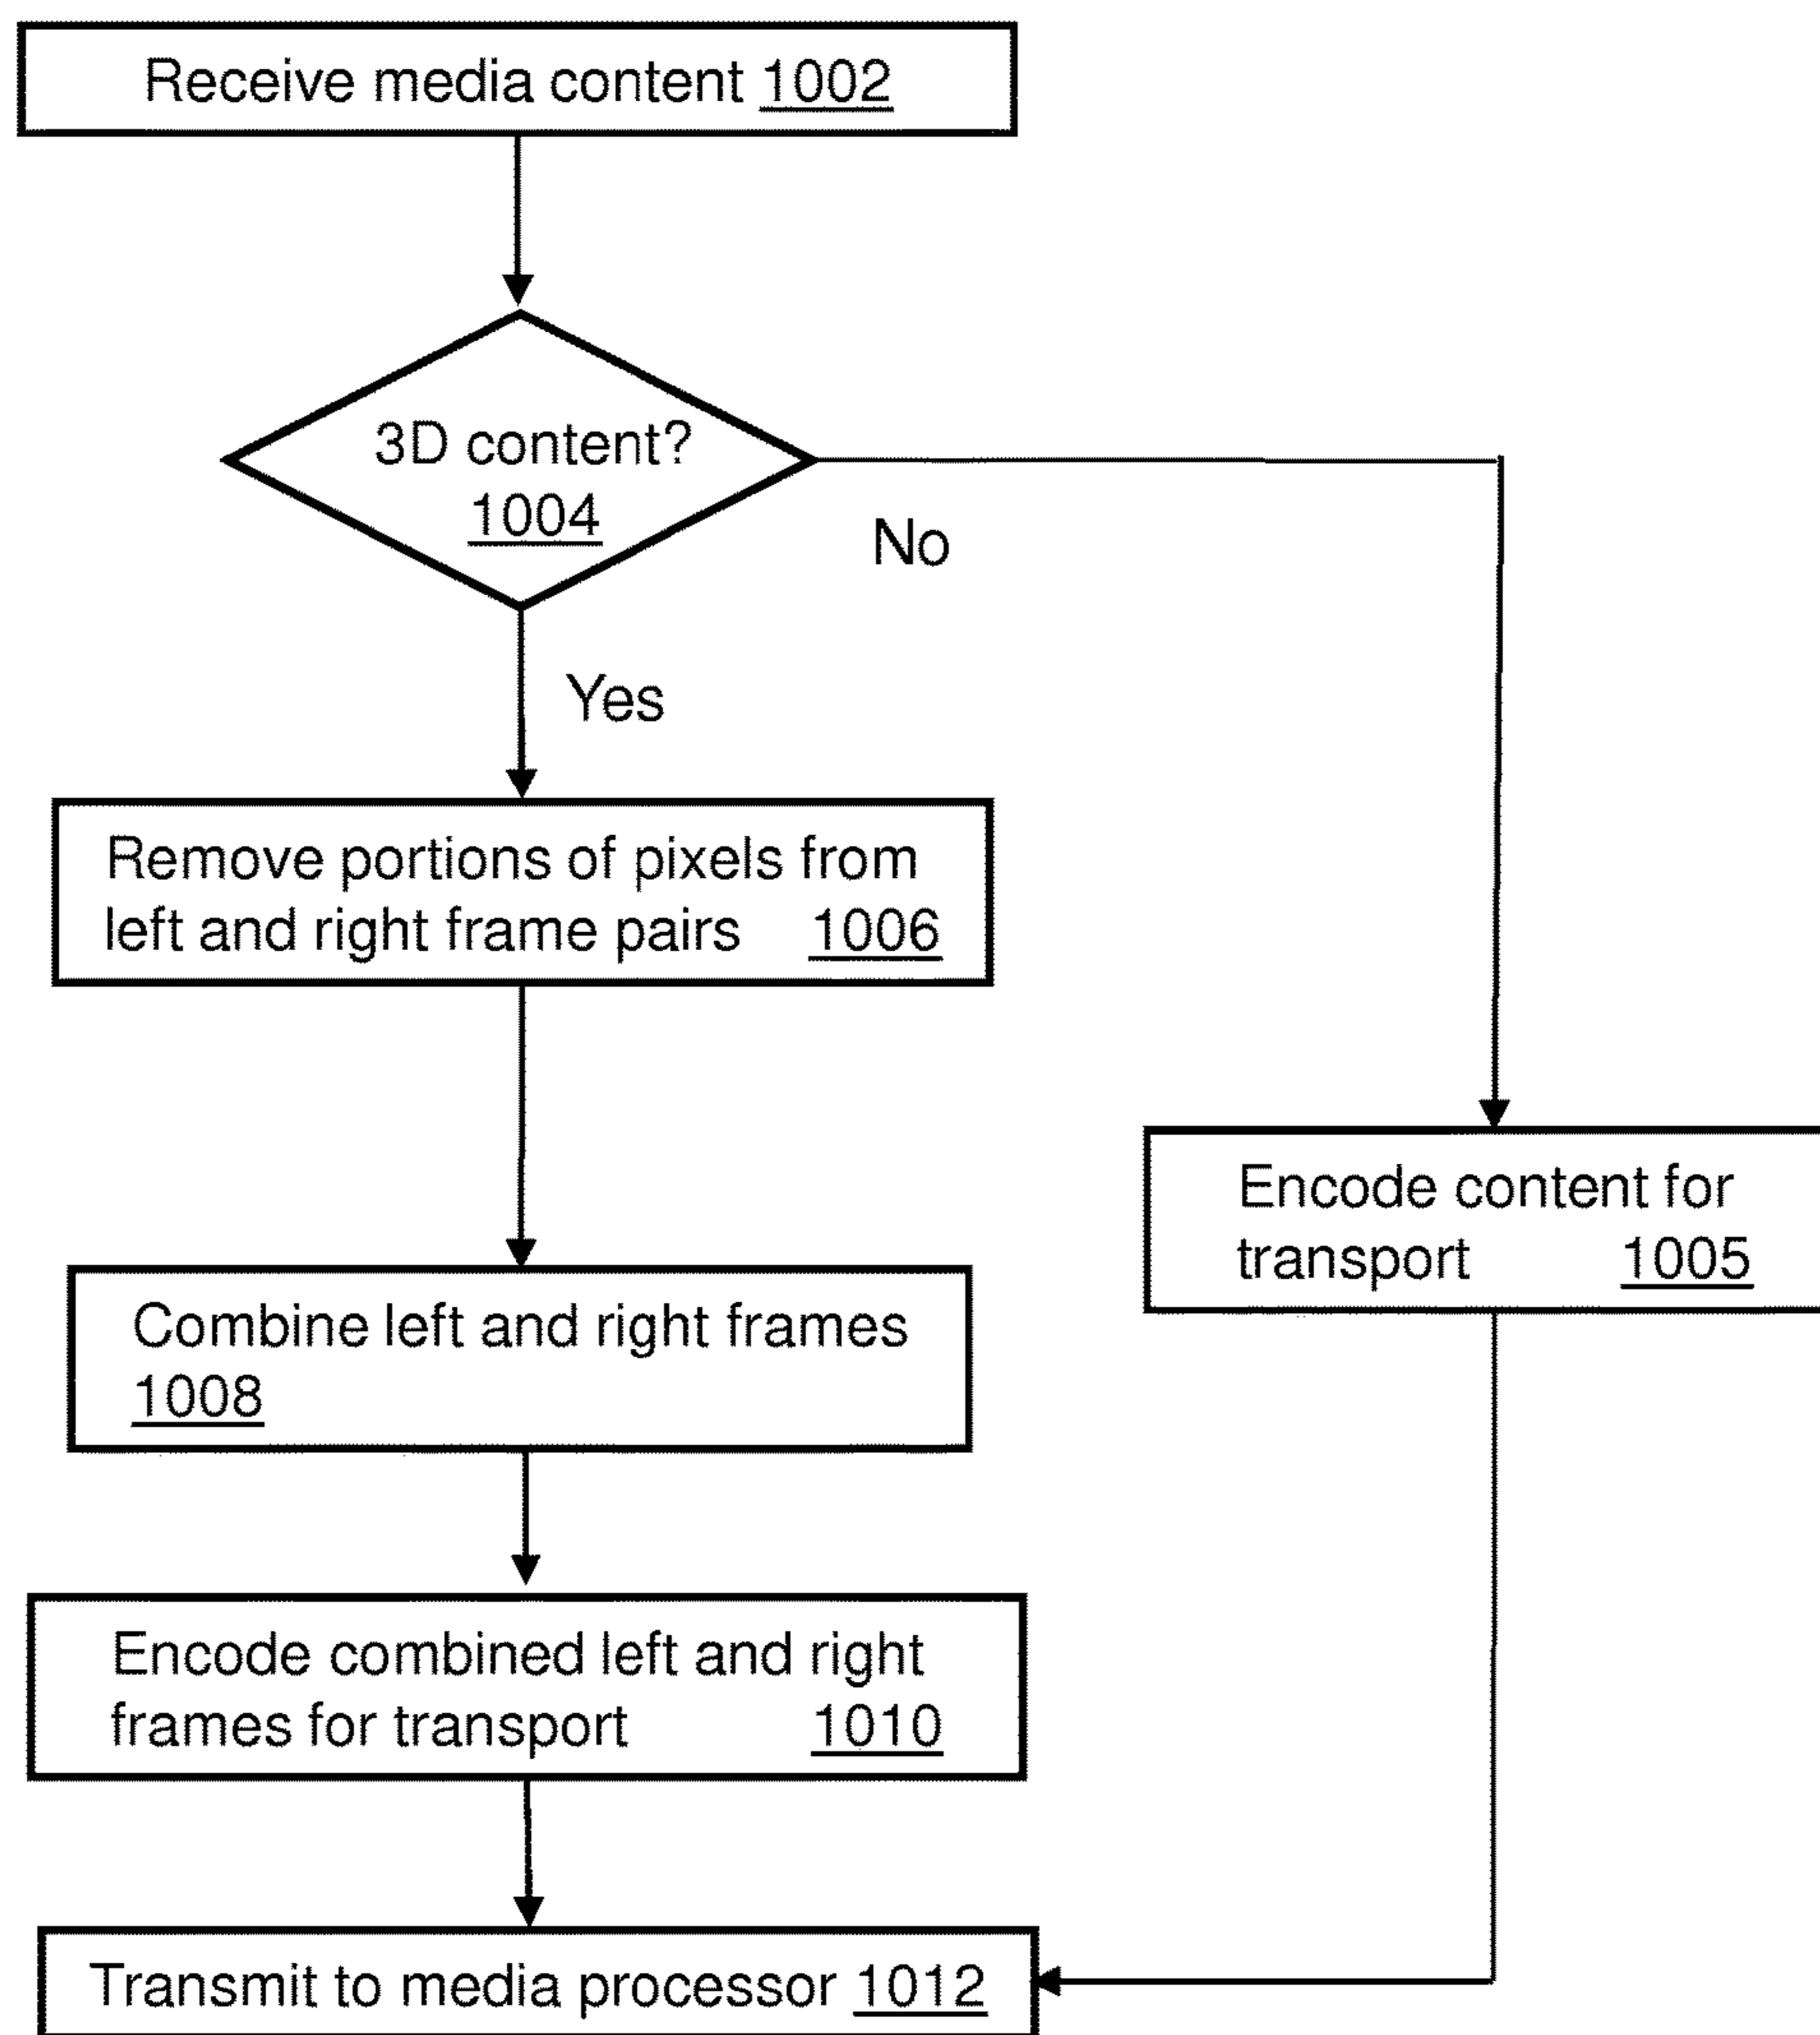 Receive media content 1002
3D content?
1004
No
Yes
Remove portions of pixels from
left and right frame pairs 1006
Encode content for
transport 1005
Combine left and right frames
1008
Encode combined left and right
frames for transport 1010
Transmit to media processor 1012